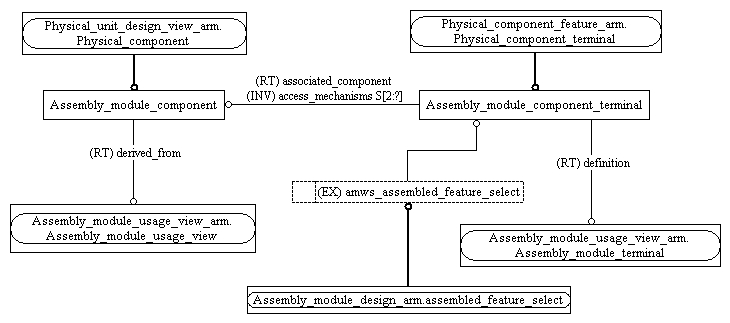 Physical_unit_design_view_arm.
Physical_component
Physical_component_feature_arm.
Physical_component_terminal
(RT) associated_component
(INV) access_mechanisms S[2:?]
Assembly_module_component
Assembly_module_component_terminal
(RT) derived_from
(RT) definition
(EX) amws_assembled_feature_select
Assembly_module_usage_view_arm.
Assembly_module_usage_view
Assembly_module_usage_view_arm.
Assembly_module_terminal
Assembly_module_design_arm.assembled_feature_select